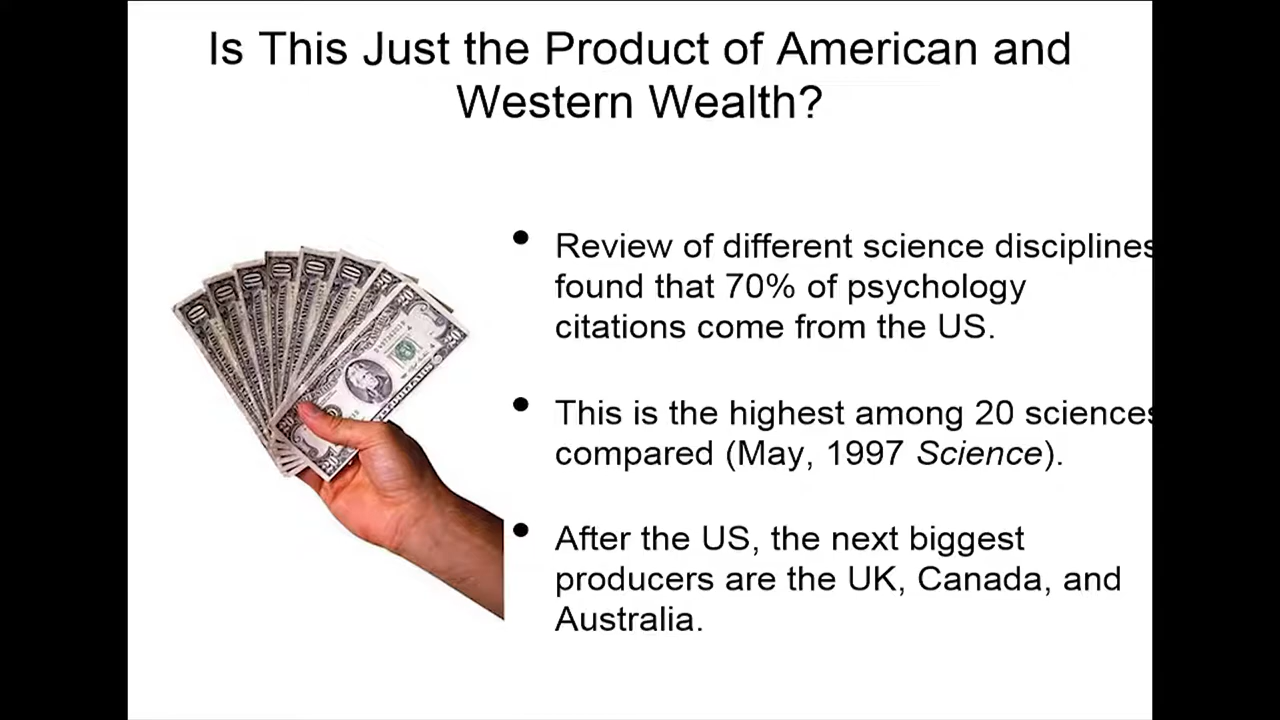 Is This Just the Product of American and
Western Wealth?
• Review of different science disciplines
found that 70% of psychology
citations come from the US.
• This is the highest among 20 sciences
compared (May, 1997 Science).
• After the US, the next biggest
producers are the UK, Canada, and
Australia.